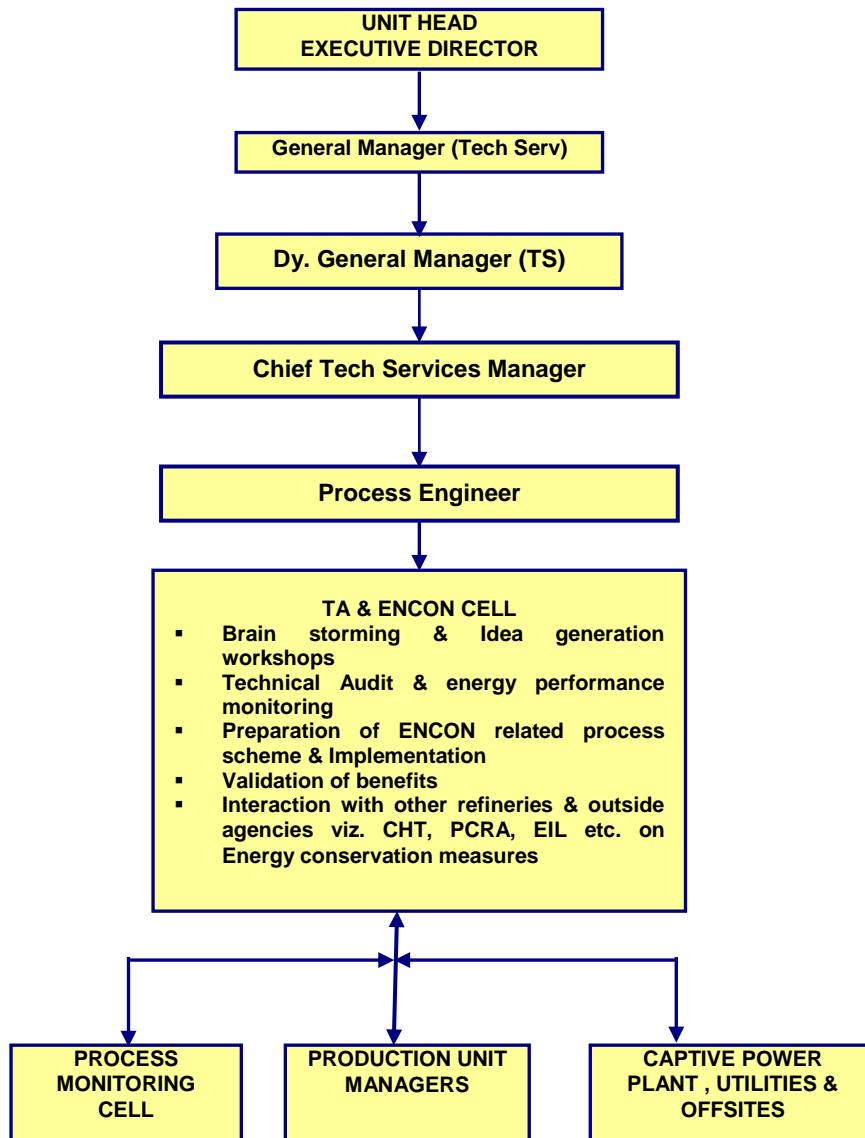 UNIT HEAD
EXECUTIVE DIRECTOR
General Manager (Tech Serv)
Dy. General Manager (TS)
Chief Tech Services Manager
Process Engineer
TA & ENCON CELL
▪ Brain storming & Idea generation
workshops
▪ Technical Audit & energy performance
monitoring
▪ Preparation of ENCON related process
scheme & Implementation
▪ Validation of benefits
▪ Interaction with other refineries & outside
agencies viz. CHT, PCRA, EIL etc. on
Energy conservation measures
PROCESS
MONITORING
CELL
PRODUCTION UNIT
MANAGERS
CAPTIVE POWER
PLANT , UTILITIES &
OFFSITES